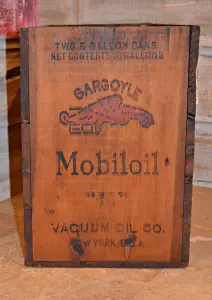 TWO 5 GALLON CANS
NET CONTENTS 10 GALLONS
GARGOYLE
Mobiloil
VACUUM OIL CO.
NEW YORK, U.S.A.